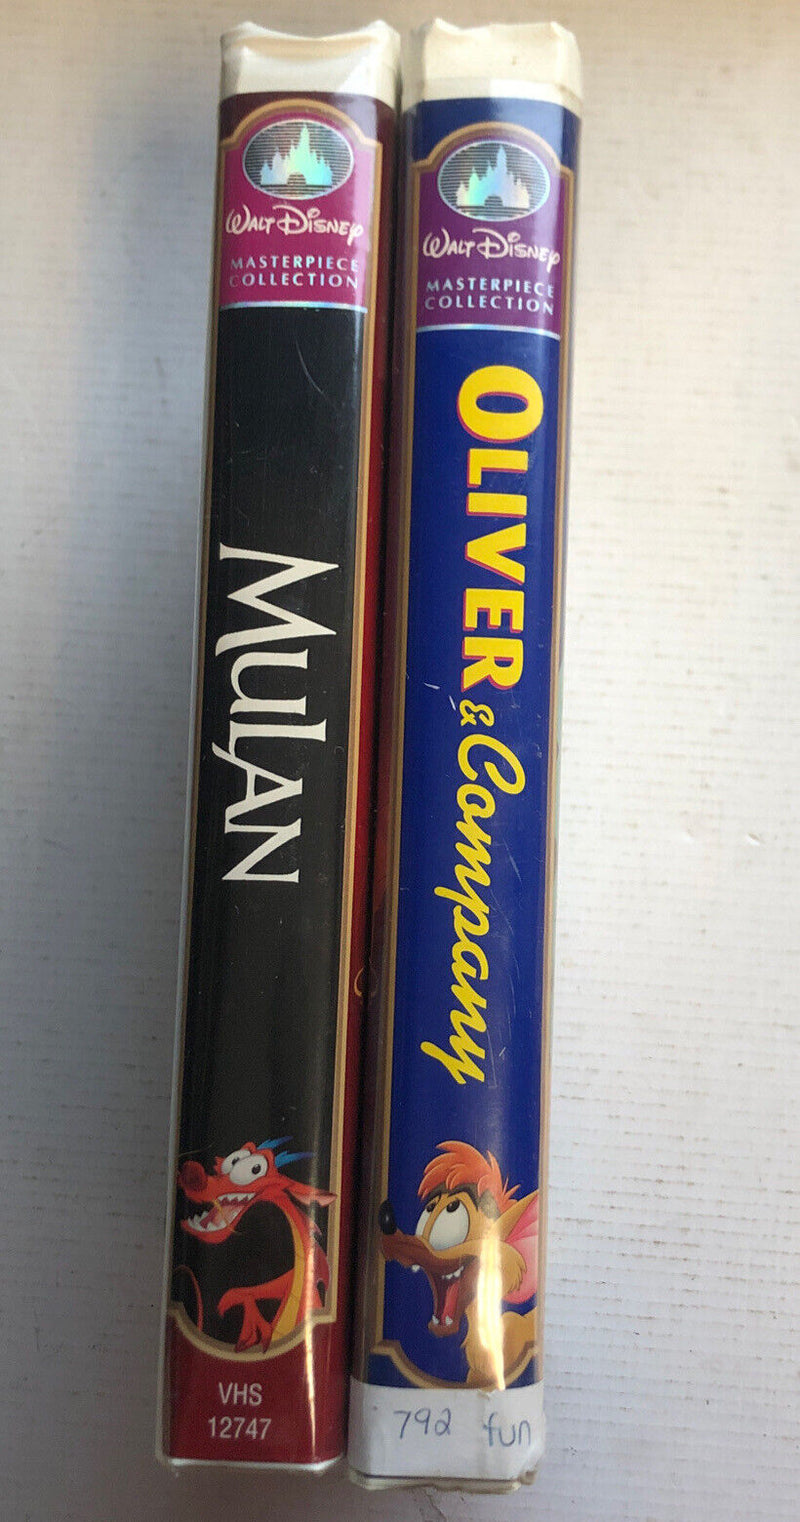 WALT DISNEY
MASTERPIECE
COLLECTION
MULAN
VHS
12747
WALT DISNEY
MASTERPIECE
COLLECTION
OLIVER & Company
792 fun